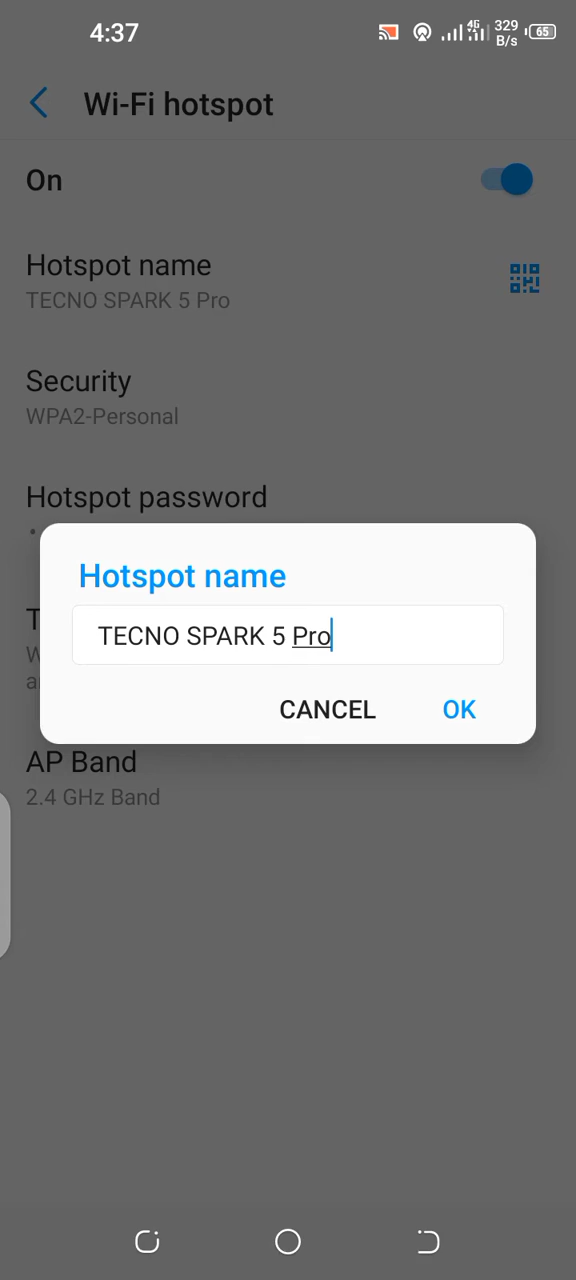 4:37
4G
329
B/s
65
Wi-Fi hotspot
On
Hotspot name
TECNO SPARK 5 Pro
Security
WPA2-Personal
Hotspot password
Hotspot name
TECNO SPARK 5 Pro
CANCEL
OK
AP Band
2.4 GHz Band